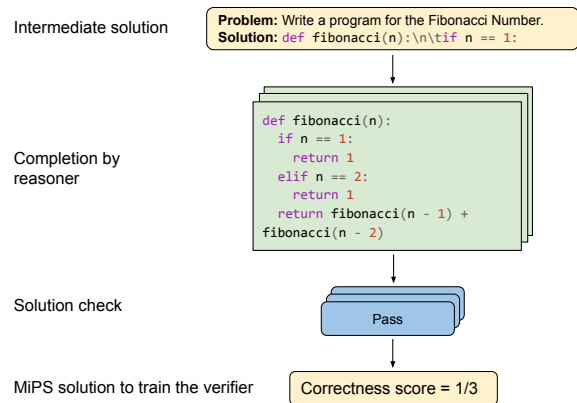 Intermediate solution
Problem: Write a program for the Fibonacci Number.
Solution: def fibonacci(n):\n\tif n == 1:
Completion by
reasoner
def fibonacci(n):
if n == 1:
return 1
elif n == 2:
return 1
return fibonacci(n - 1) +
fibonacci(n - 2)
Solution check
Pass
MiPS solution to train the verifier
Correctness score = 1/3